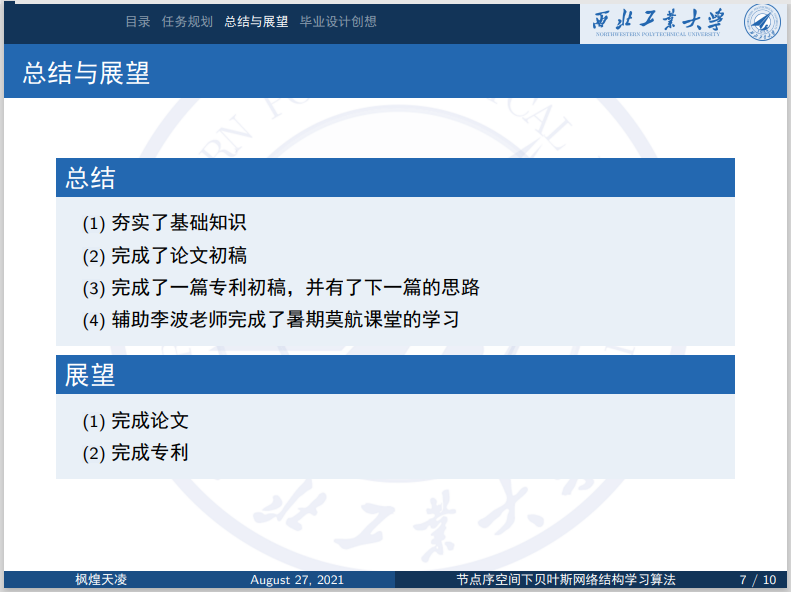 目录 任务规划 总结与展望 毕业设计创想
西北工业大学
NORTHWESTERN POLYTECHNICAL UNIVERSITY
总结与展望
总结
(1) 夯实了基础知识
(2) 完成了论文初稿
(3) 完成了一篇专利初稿，并有了下一篇的思路
(4) 辅助李波老师完成了暑期莫航课堂的学习
展望
(1) 完成论文
(2) 完成专利
北工业大
枫煌天凌 August 27, 2021 节点序空间下贝叶斯网络结构学习算法 7 / 10